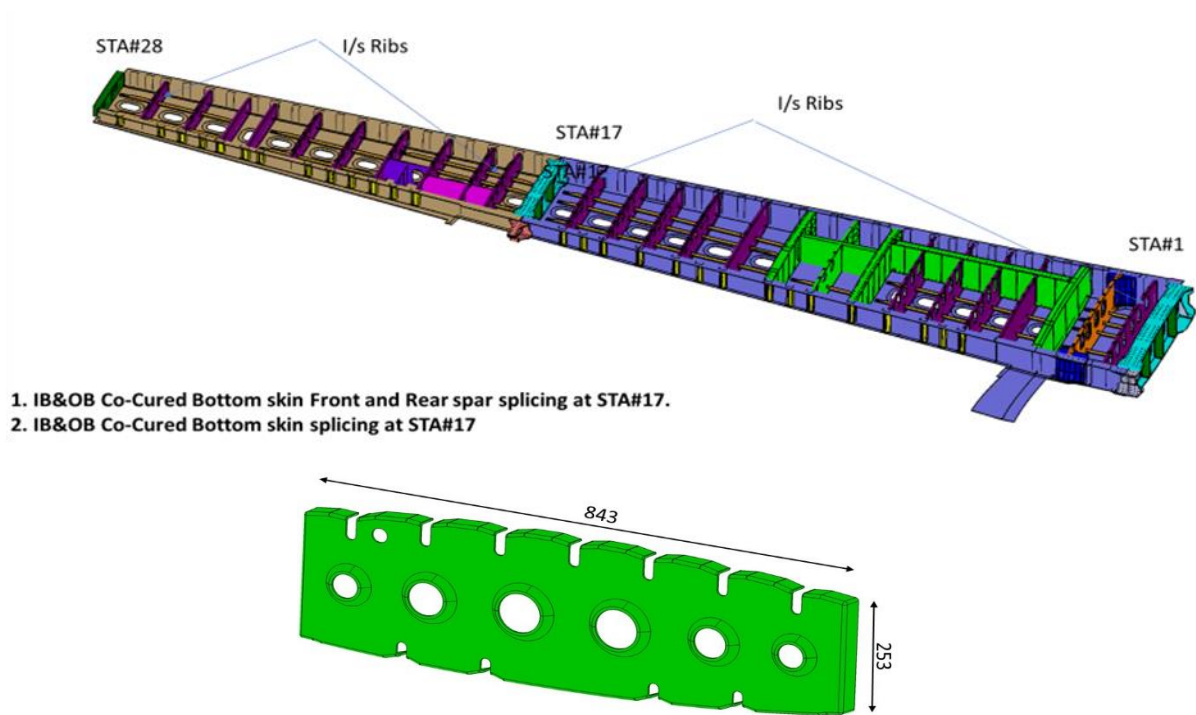 STA#28
I/s Ribs
I/s Ribs
STA#17
STA#1
1. IB&OB Co-Cured Bottom skin Front and Rear spar splicing at STA#17.
2. IB&OB Co-Cured Bottom skin splicing at STA#17
843
253